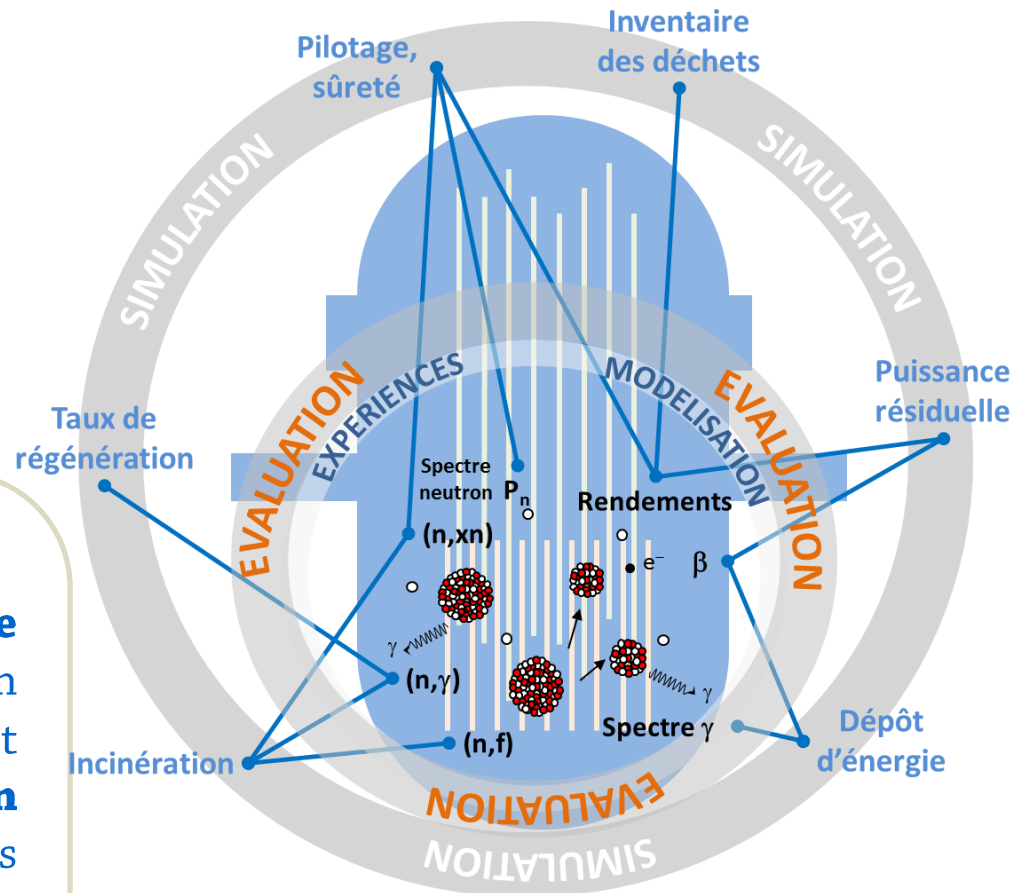 Inventaire
des déchets
Pilotage,
sûreté
SIMULATION
SIMULATION
EVALUATION
EXPERIENCES
MODELISATION
EVALUATION
Puissance
résiduelle
Taux de
régénération
Spectre
neutron Pn
Rendements
(n,xn)
e⁻
β
γ
(n,γ)
γ
Spectre γ
(n,f)
Dépôt
d'énergie
Incinération
EVALUATION
SIMULATION
e
n
t
n
s